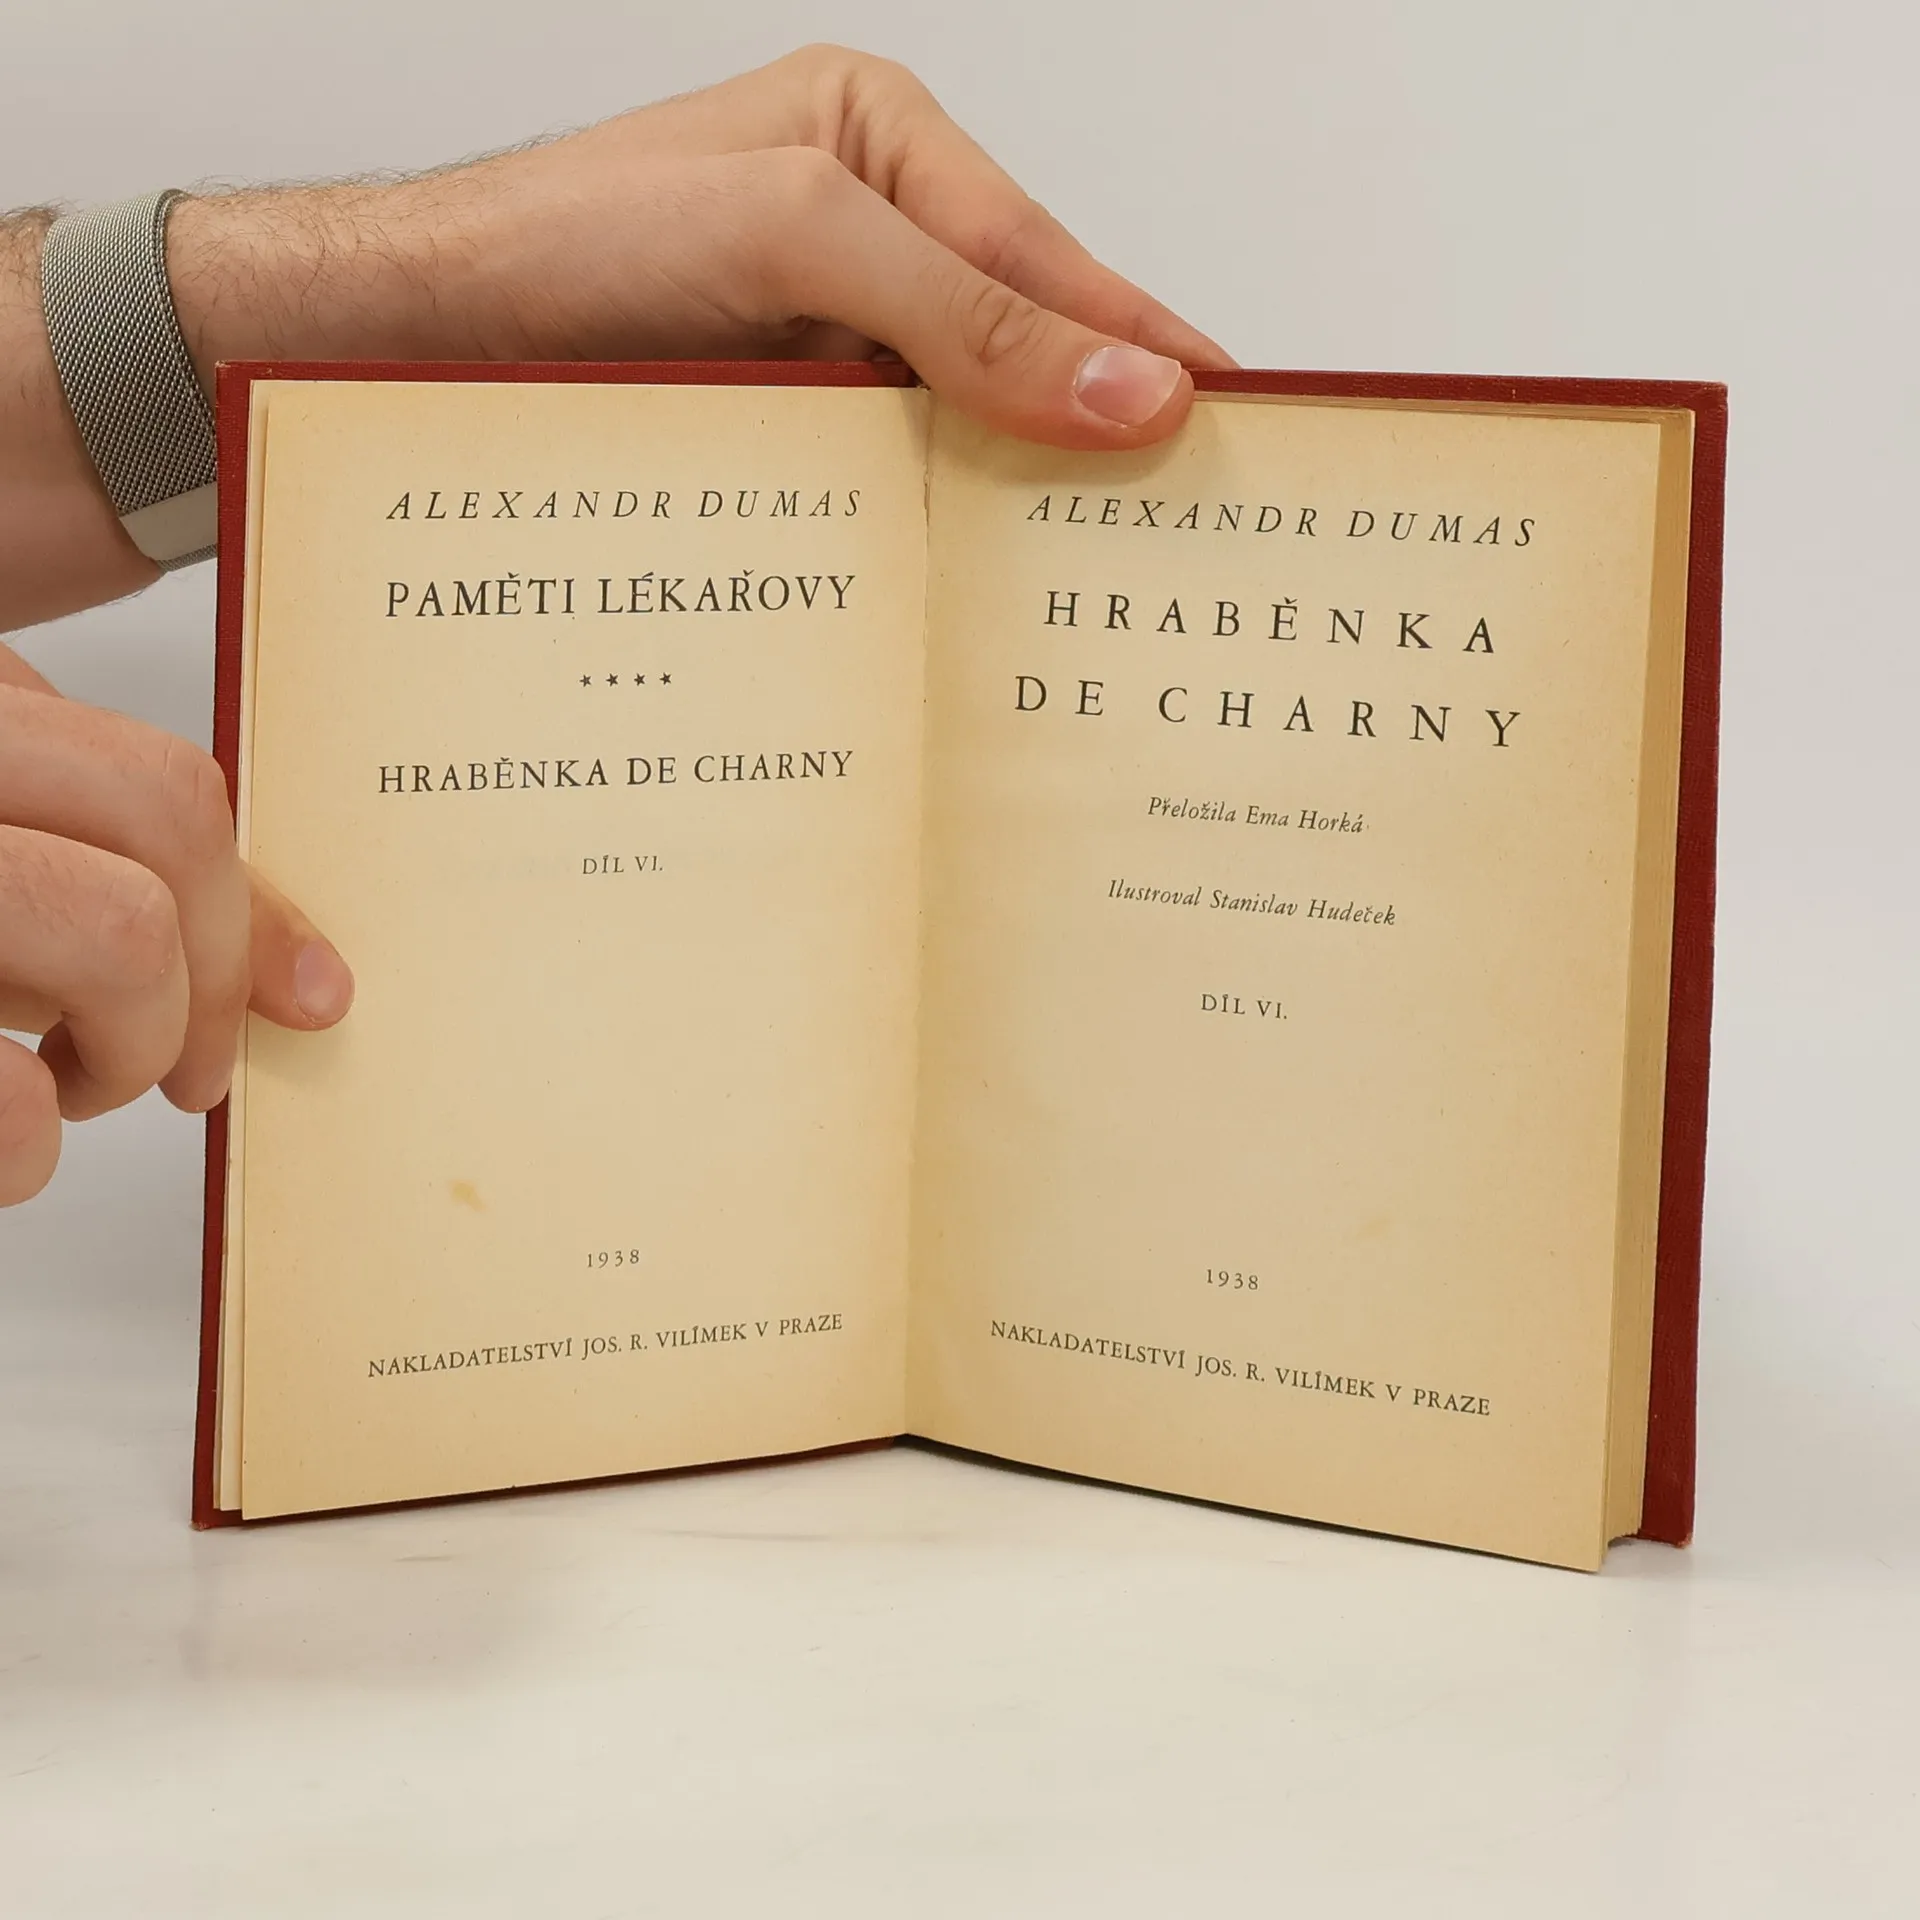 ALEXANDR DUMAS
PAMĚTI LÉKAŘOVY
★ ★ ★ ★
HRABĚNKA DE CHARNY
DÍL VI.
1938
NAKLADATELSTVÍ JOS. R. VILÍMEK V PRAZE
ALEXANDR DUMAS
HRABĚNKA
DE CHARNY
Přeložila Ema Horká
Ilustroval Stanislav Hudeček
DÍL VI.
1938
NAKLADATELSTVÍ JOS. R. VILÍMEK V PRAZE